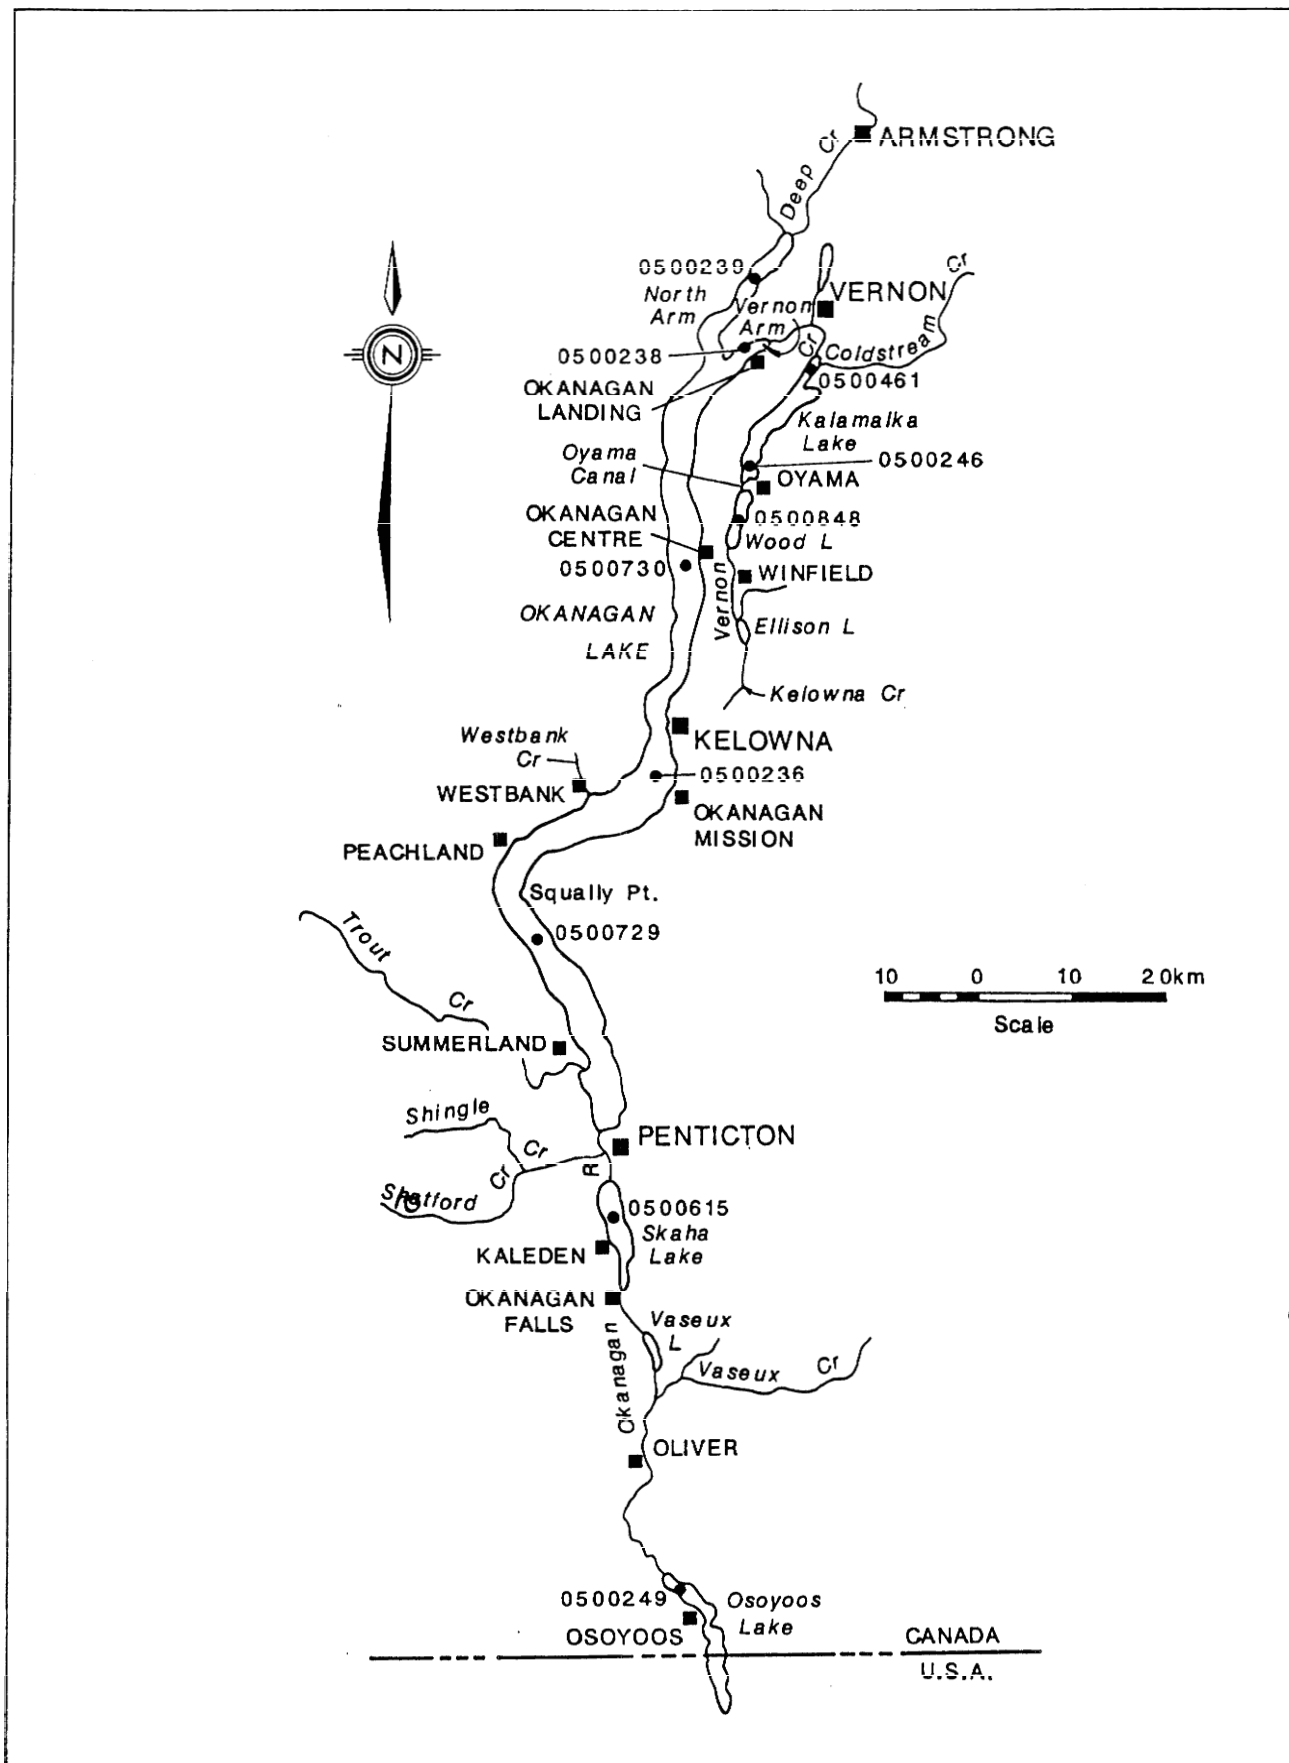 ARMSTRONG
Deep Cr
0500239
North
Arm
Vernon
Arm
VERNON
Cr
Coldstream
Cr
0500238
0500461
OKANAGAN
LANDING
Kalamalka
Lake
N
Oyama
Canal
0500246
OYAMA
OKANAGAN
CENTRE
0500848
Wood L
0500730
WINFIELD
Vernon
OKANAGAN
LAKE
Ellison L
Kelowna Cr
KELOWNA
Westbank
Cr
0500236
WESTBANK
OKANAGAN
MISSION
PEACHLAND
Squally Pt.
0500729
Trout
Cr
10 0 10 20km
Scale
SUMMERLAND
Shingle
Cr
PENTICTON
R
Shatford
Cr
0500615
Skaha
Lake
KALEDEN
OKANAGAN
FALLS
Vaseux
L
Okanagan
Vaseux
Cr
OLIVER
0500249
Osoyoos
Lake
OSOYOOS
CANADA
U.S.A.